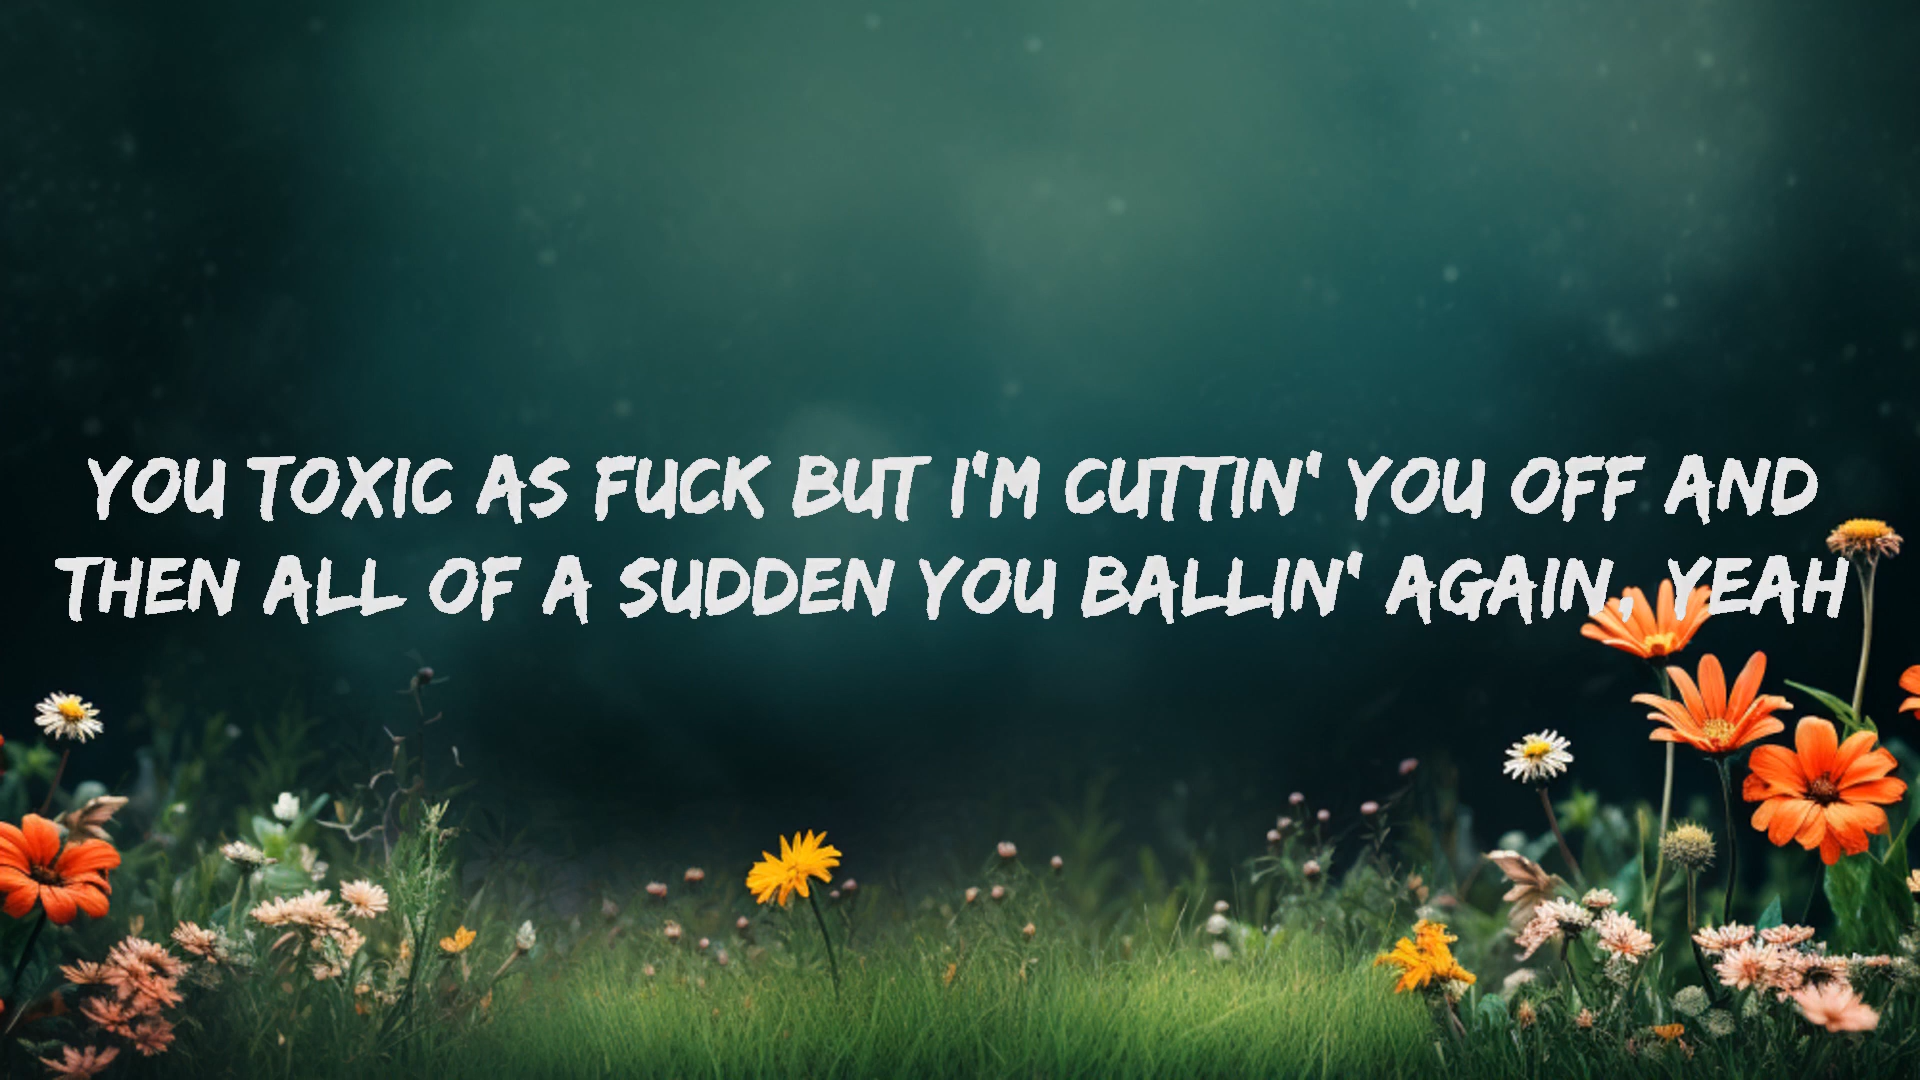 YOU TOXIC AS FUCK BUT I'M CUTTIN' YOU OFF AND
THEN ALL OF A SUDDEN YOU BALLIN' AGAIN, YEAH